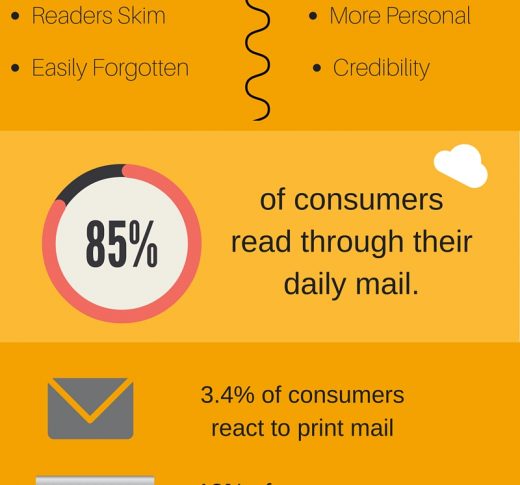 Readers Skim
More Personal
Easily Forgotten
Credibility
85%
of consumers
read through their
daily mail.
3.4% of consumers
react to print mail